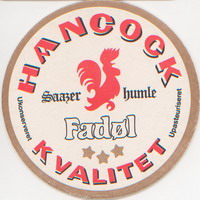 HANCOCK
Saazer humle
Fadøl
Ukonserveret
Upasteuriseret
KVALITET